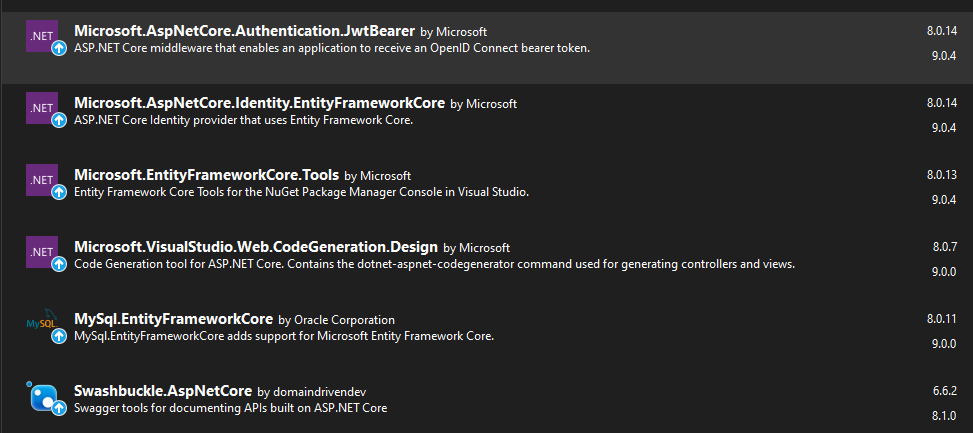 .NET Microsoft.AspNetCore.Authentication.JwtBearer by Microsoft 8.0.14
ASP.NET Core middleware that enables an application to receive an OpenID Connect bearer token.
9.0.4
.NET Microsoft.AspNetCore.Identity.EntityFrameworkCore by Microsoft 8.0.14
ASP.NET Core Identity provider that uses Entity Framework Core.
9.0.4
.NET Microsoft.EntityFrameworkCore.Tools by Microsoft 8.0.13
Entity Framework Core Tools for the NuGet Package Manager Console in Visual Studio.
9.0.4
.NET Microsoft.VisualStudio.Web.CodeGeneration.Design by Microsoft 8.0.7
Code Generation tool for ASP.NET Core. Contains the dotnet-aspnet-codegenerator command used for generating controllers and views.
9.0.0
MySQL MySql.EntityFrameworkCore by Oracle Corporation 8.0.11
MySql.EntityFrameworkCore adds support for Microsoft Entity Framework Core.
9.0.0
Swashbuckle.AspNetCore by domaindrivendev 6.6.2
Swagger tools for documenting APIs built on ASP.NET Core
8.1.0